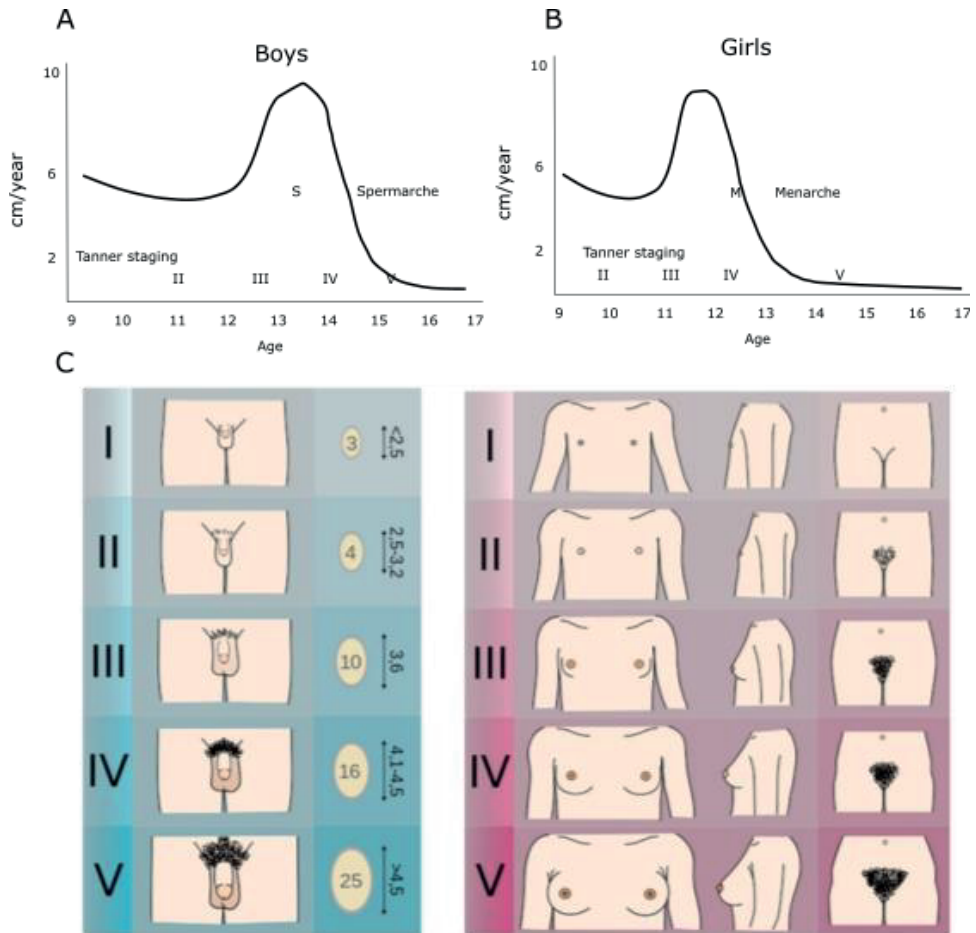 A
Boys
10
6
2
cm/year
S
Spermarche
Tanner staging
II
III
IV
V
9 10 11 12 13 14 15 16 17
Age
B
Girls
10
6
2
cm/year
M
Menarche
Tanner staging
II
III
IV
V
9 10 11 12 13 14 15 16 17
Age
C
I
3
<2,5
II
4
2,5-3,2
III
10
3,6
IV
16
4,1-4,5
V
25
>4,5
I
II
III
IV
V